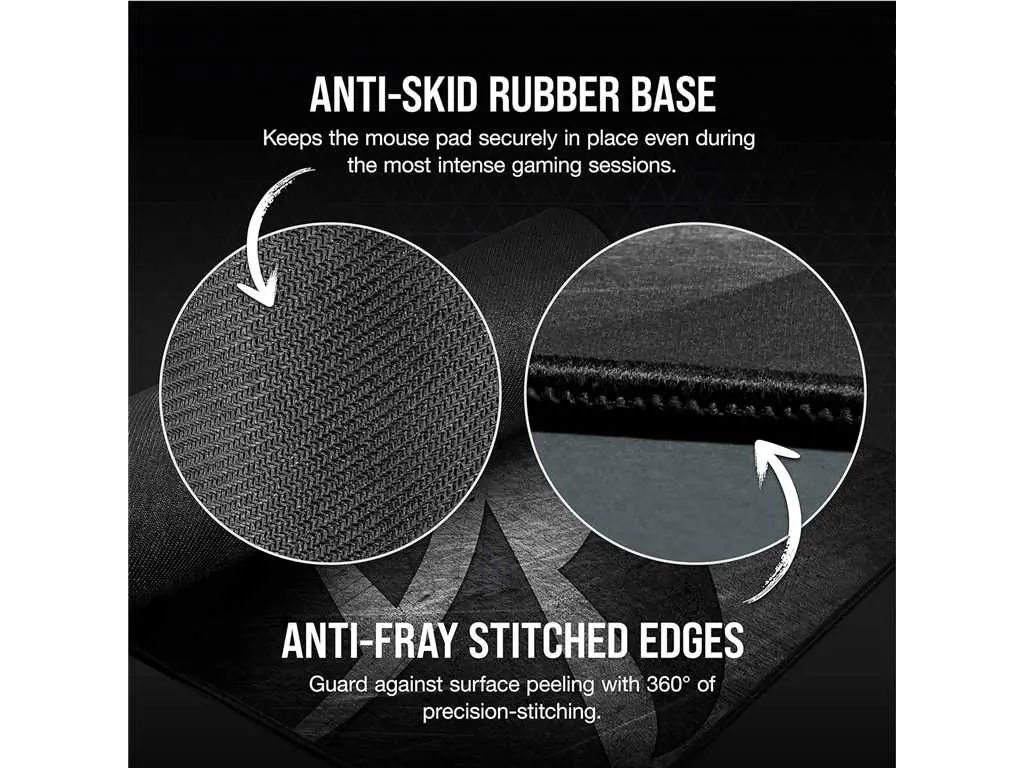 ANTI-SKID RUBBER BASE
Keeps the mouse pad securely in place even during
the most intense gaming sessions.
ANTI-FRAY STITCHED EDGES
Guard against surface peeling with 360° of
precision-stitching.